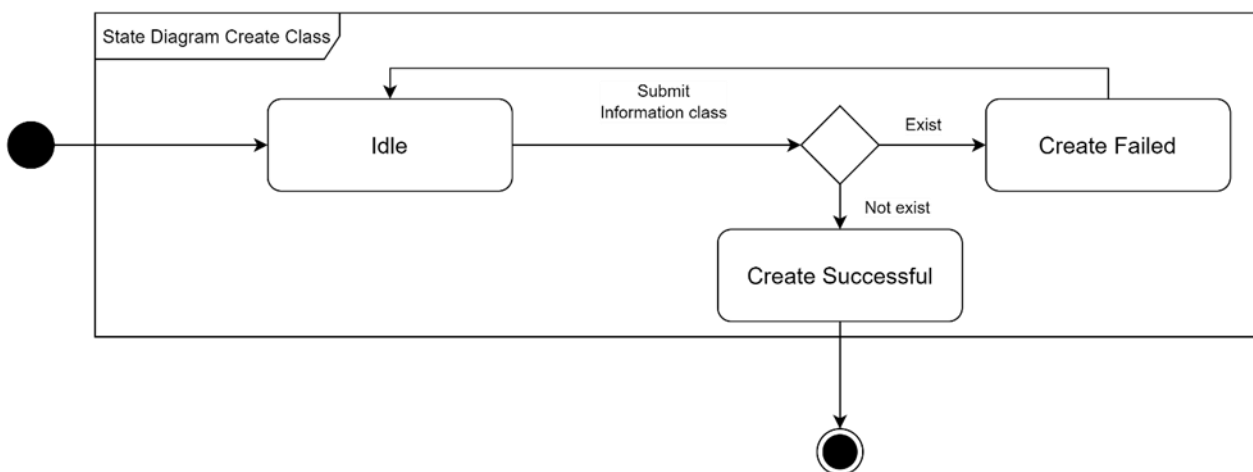 State Diagram Create Class
Submit
Information class
Idle
Exist
Create Failed
Not exist
Create Successful